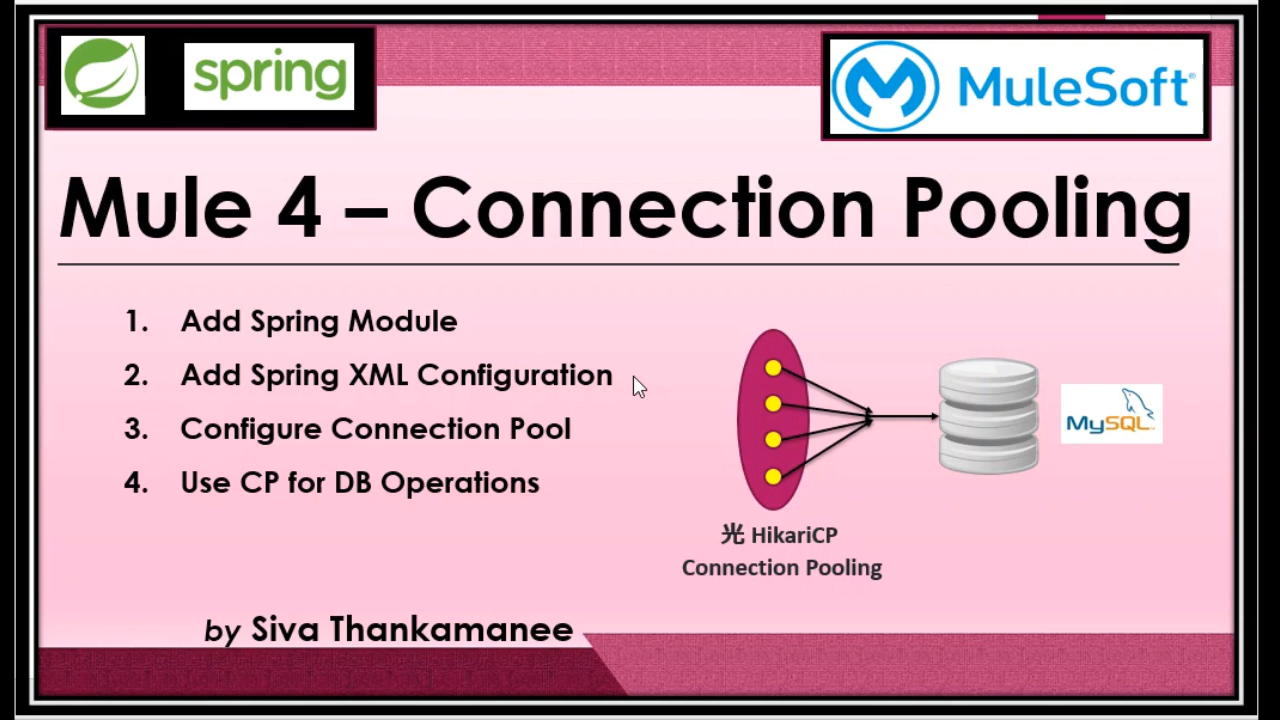 spring
MuleSoft®
Mule 4 – Connection Pooling
1. Add Spring Module
2. Add Spring XML Configuration
3. Configure Connection Pool
4. Use CP for DB Operations
MySQL™
光 HikariCP
Connection Pooling
by Siva Thankamanee